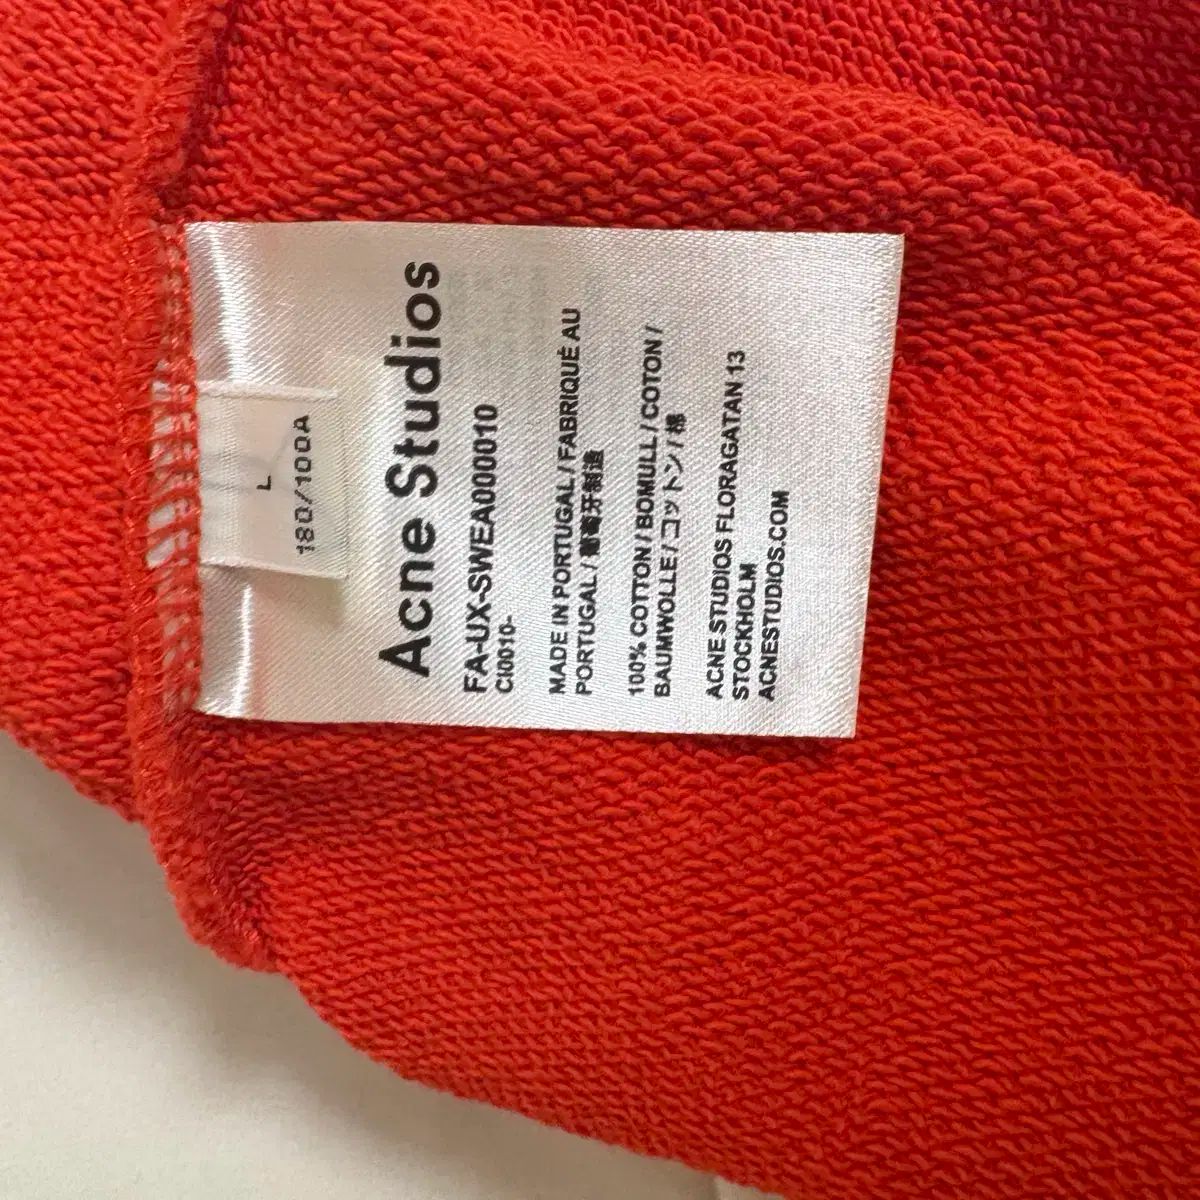 L
180/100A
Acne Studios
FA-UX-SWEA000010
CI0010-
MADE IN PORTUGAL / FABRIQUÉ AU
PORTUGAL / 葡萄牙制造
100% COTTON / BOMULL / COTON /
BAUMWOLLE / コットン / 棉
ACNE STUDIOS FLORAGATAN 13
STOCKHOLM
ACNESTUDIOS.COM